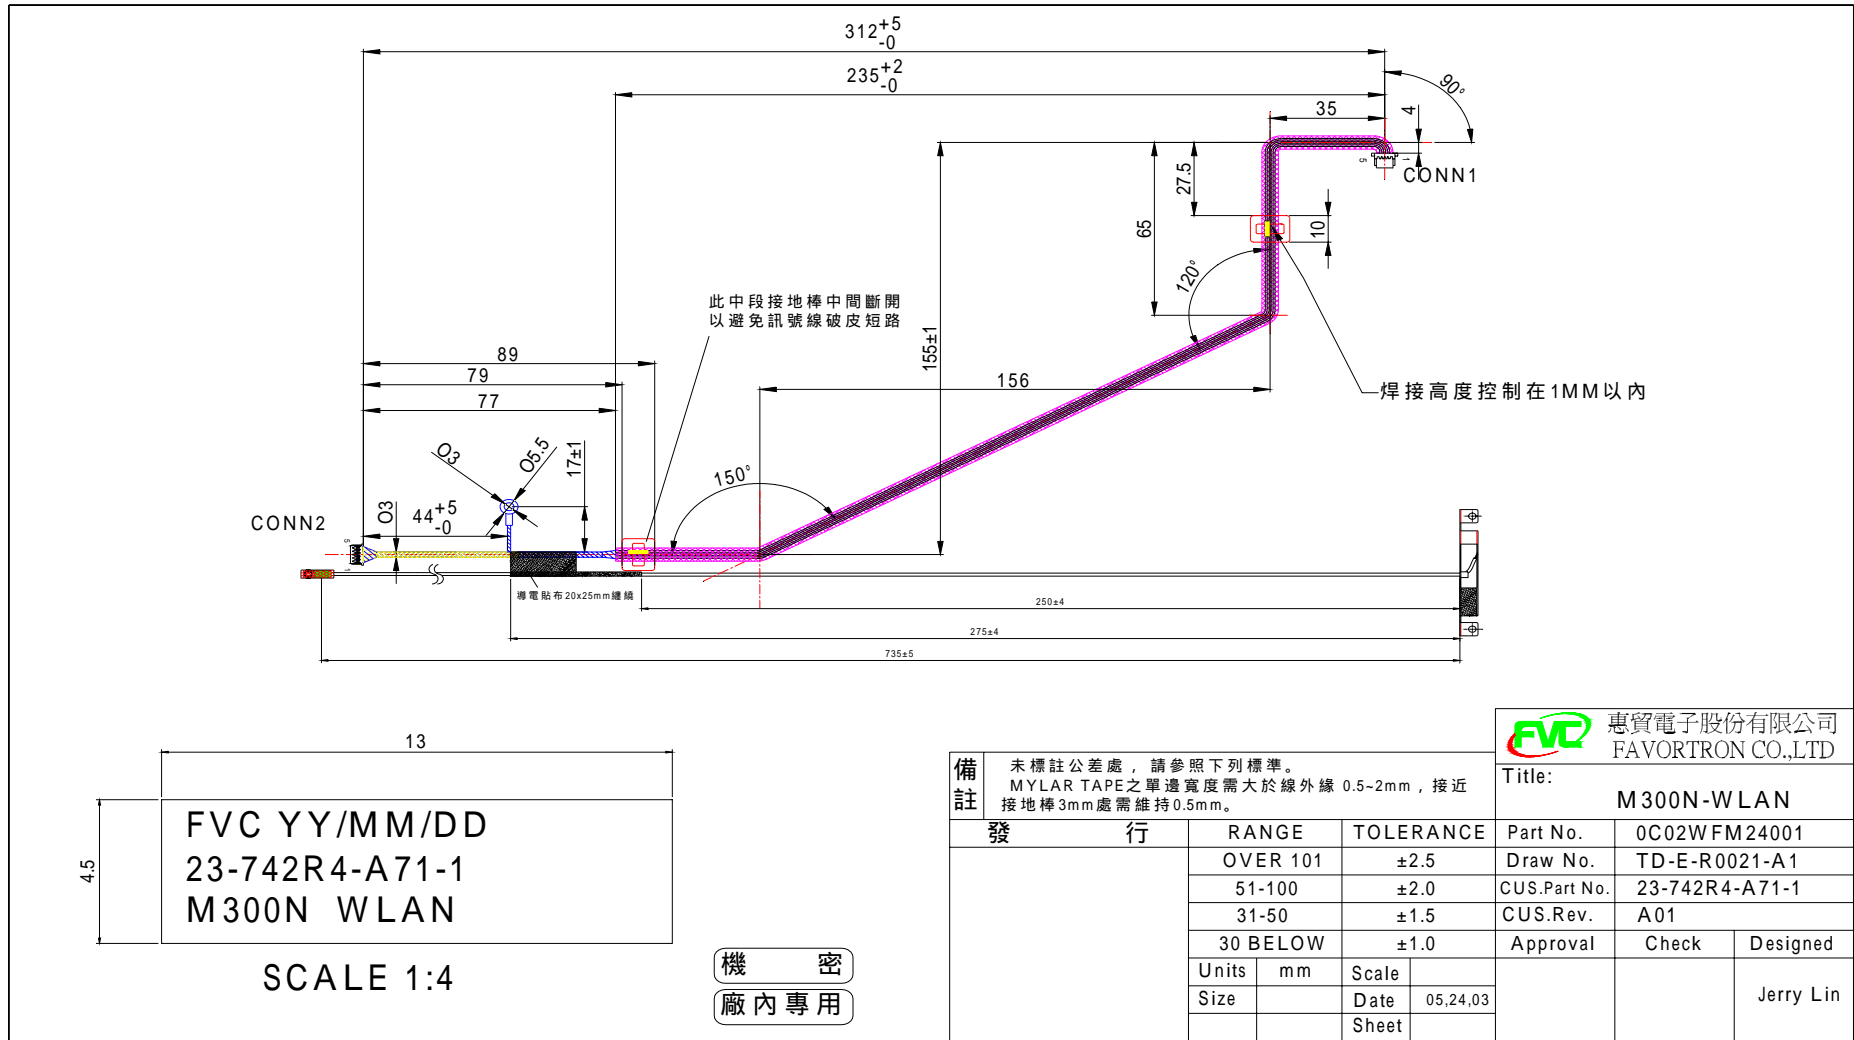 312+5-0
235+2-0
90°
35
4
5
1
CONN1
27.5
65
10
120°
此中段接地棒中間斷開
以避免訊號線破皮短路
155±1
89
79
77
156
焊接高度控制在1MM以內
O3
O5.5
17±1
150°
CONN2
O3
44+5-0
5
1
導電貼布20x25mm纏繞
250±4
275±4
735±5
13
4.5
FVC YY/MM/DD
23-742R4-A71-1
M300N WLAN
SCALE 1:4
機 密
廠內專用
備註
未標註公差處，請參照下列標準。
MYLAR TAPE之單邊寬度需大於線外緣 0.5~2mm，接近
接地棒3mm處需維持0.5mm。
發 行
RANGE TOLERANCE
OVER 101 ±2.5
51-100 ±2.0
31-50 ±1.5
30 BELOW ±1.0
Units mm Scale
Size Date 05,24,03
Sheet
FVC
惠貿電子股份有限公司
FAVORTRON CO.,LTD
Title:
M300N-WLAN
Part No. 0C02WFM24001
Draw No. TD-E-R0021-A1
CUS.Part No. 23-742R4-A71-1
CUS.Rev. A01
Approval Check Designed
Jerry Lin